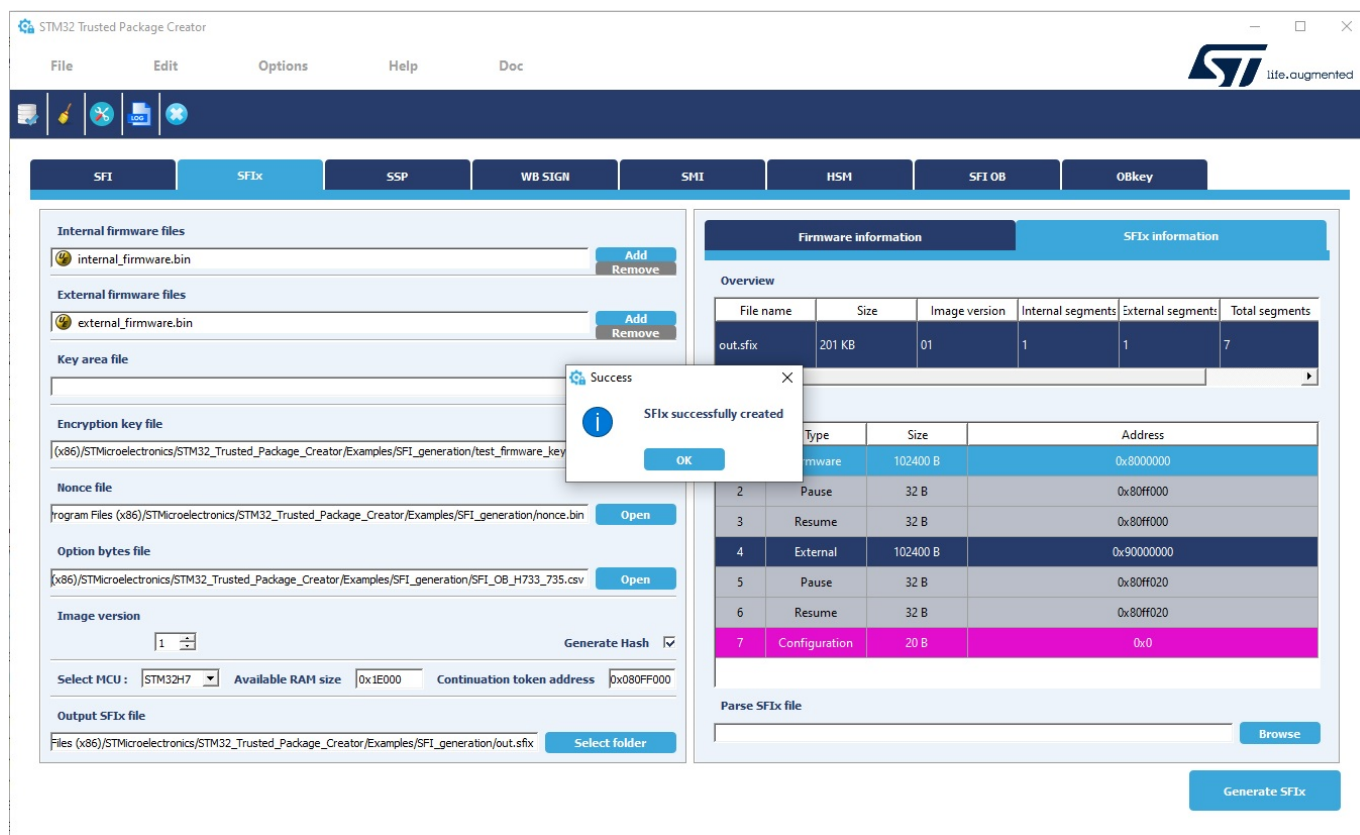 STM32 Trusted Package Creator
File Edit Options Help Doc
life.augmented
LOG
SFI SFIx SSP WB SIGN SMI HSM SFI OB OBkey
Internal firmware files
internal_firmware.bin
Add
Remove
External firmware files
external_firmware.bin
Add
Remove
Key area file
Encryption key file
(x86)/STMicroelectronics/STM32_Trusted_Package_Creator/Examples/SFI_generation/test_firmware_key
Nonce file
Program Files (x86)/STMicroelectronics/STM32_Trusted_Package_Creator/Examples/SFI_generation/nonce.bin Open
Option bytes file
(x86)/STMicroelectronics/STM32_Trusted_Package_Creator/Examples/SFI_generation/SFI_OB_H733_735.csv Open
Image version
1 Generate Hash
Select MCU : STM32H7 Available RAM size 0x1E000 Continuation token address 0x080FF000
Output SFIx file
Files (x86)/STMicroelectronics/STM32_Trusted_Package_Creator/Examples/SFI_generation/out.sfix Select folder
Firmware information SFIx information
Overview
File name Size Image version Internal segments External segments Total segments
out.sfix 201 KB 01 1 1 7
Success
SFIx successfully created
OK
Type Size Address
102400 B 0x8000000
2 Pause 32 B 0x80ff000
3 Resume 32 B 0x80ff000
4 External 102400 B 0x90000000
5 Pause 32 B 0x80ff020
6 Resume 32 B 0x80ff020
7 Configuration 20 B 0x0
Parse SFIx file
Browse
Generate SFIx